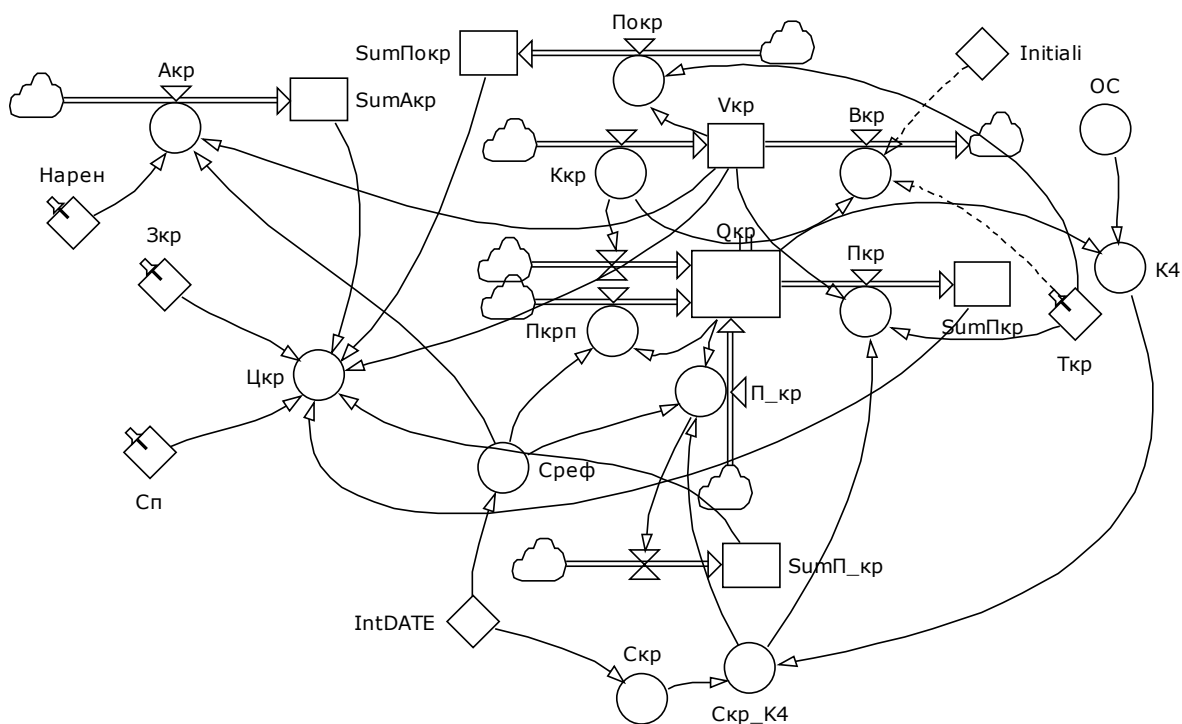 Покр
SumПокр
Initiali
Акр
SumАкр
ОС
Vкр
Вкр
Ккр
Нарен
Зкр
Qкр
Пкр
К4
SumПкр
Пкрп
Ткр
Цкр
П_кр
Среф
Сп
SumП_кр
IntDATE
Скр
Скр_К4